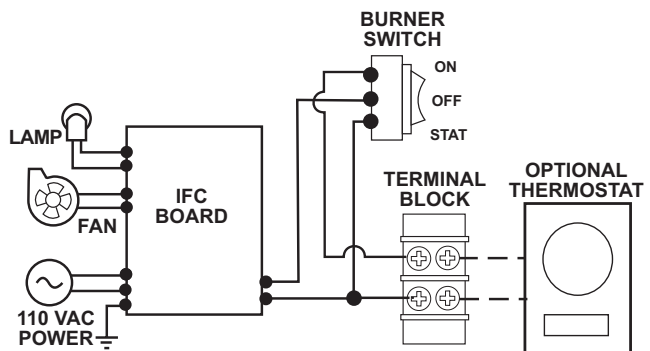 BURNER
SWITCH
ON
OFF
STAT
LAMP
IFC
BOARD
FAN
TERMINAL
BLOCK
OPTIONAL
THERMOSTAT
110 VAC
POWER